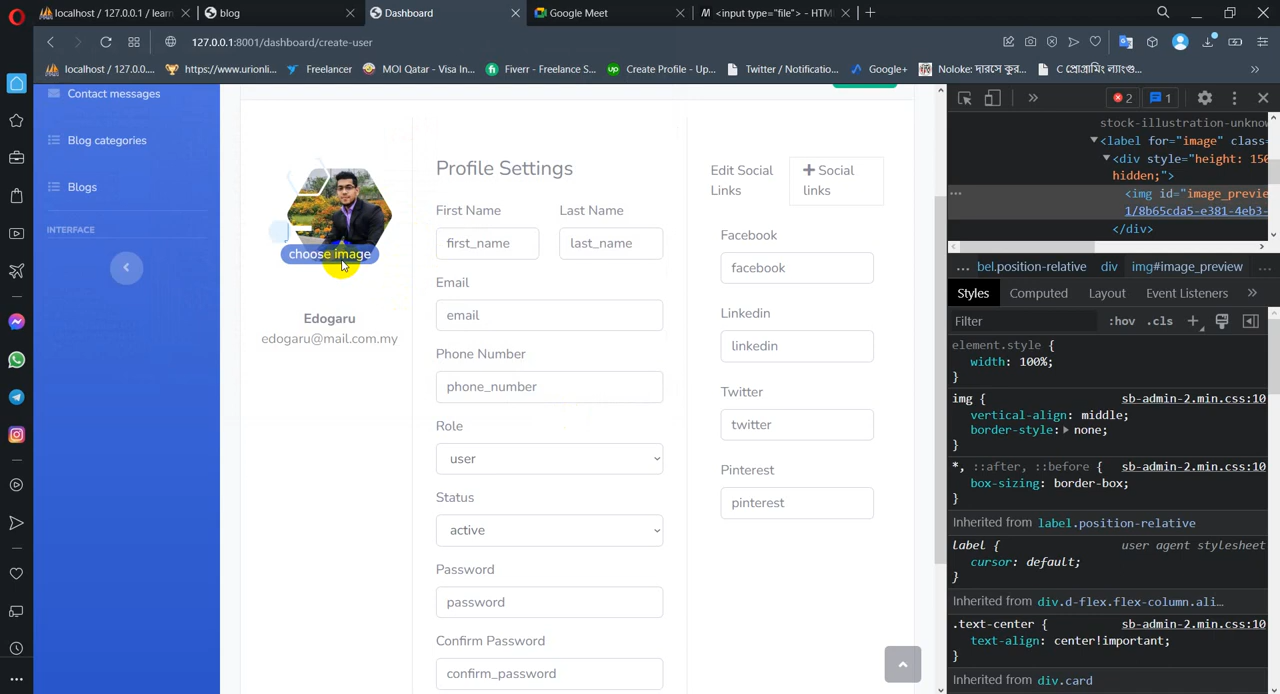 localhost / 127.0.0.1 / learn
blog
Dashboard
Google Meet
<input type="file"> - HTM
127.0.0.1:8001/dashboard/create-user
localhost / 127.0.0....
https://www.urionli...
Freelancer
MOI Qatar - Visa In...
Fiverr - Freelance S...
Create Profile - Up...
Twitter / Notificatio...
Google+
Noloke: দারসে কুর...
C প্রোগ্রামিং ল্যাংগু...
Contact messages
Blog categories
Blogs
INTERFACE
choose image
Edogaru
edogaru@mail.com.my
Profile Settings
First Name
Last Name
first_name
last_name
Email
email
Phone Number
phone_number
Role
user
Status
active
Password
password
Confirm Password
confirm_password
Edit Social
Links
Social
links
Facebook
facebook
Linkedin
linkedin
Twitter
twitter
Pinterest
pinterest
2
1
stock-illustration-unknow
<label for="image" class=
<div style="height: 150
hidden;">
<img id="image_previe
1/8b65cda5-e381-4eb3-
</div>
... bel.position-relative div img#image_preview ...
Styles
Computed
Layout
Event Listeners
Filter
:hov .cls
element.style {
width: 100%;
}
img { sb-admin-2.min.css:10
vertical-align: middle;
border-style: none;
}
*, ::after, ::before { sb-admin-2.min.css:10
box-sizing: border-box;
}
Inherited from label.position-relative
label { user agent stylesheet
cursor: default;
}
Inherited from div.d-flex.flex-column.ali...
.text-center { sb-admin-2.min.css:10
text-align: center!important;
}
Inherited from div.card